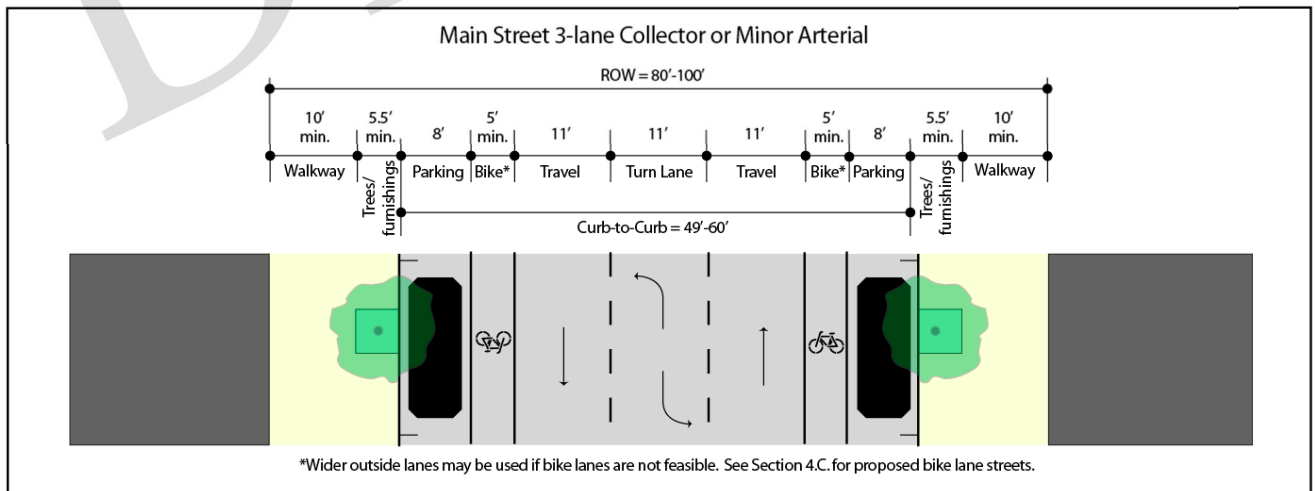 Main Street 3-lane Collector or Minor Arterial
ROW = 80'-100'
10' min. 5.5' min. 8' 5' min. 11' 11' 11' 5' min. 8' 5.5' min. 10' min.
Walkway Trees/furnishings Parking Bike* Travel Turn Lane Travel Bike* Parking Trees/furnishings Walkway
Curb-to-Curb = 49'-60'
*Wider outside lanes may be used if bike lanes are not feasible. See Section 4.C. for proposed bike lane streets.